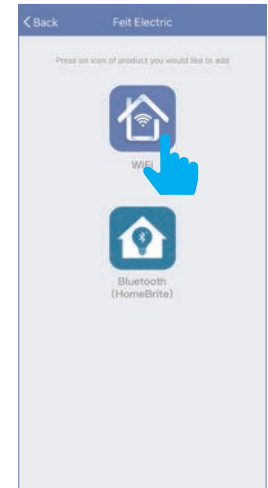 < Back Feit Electric
Press on icon of product you would like to add
WIFI
Bluetooth
(HomeBrite)